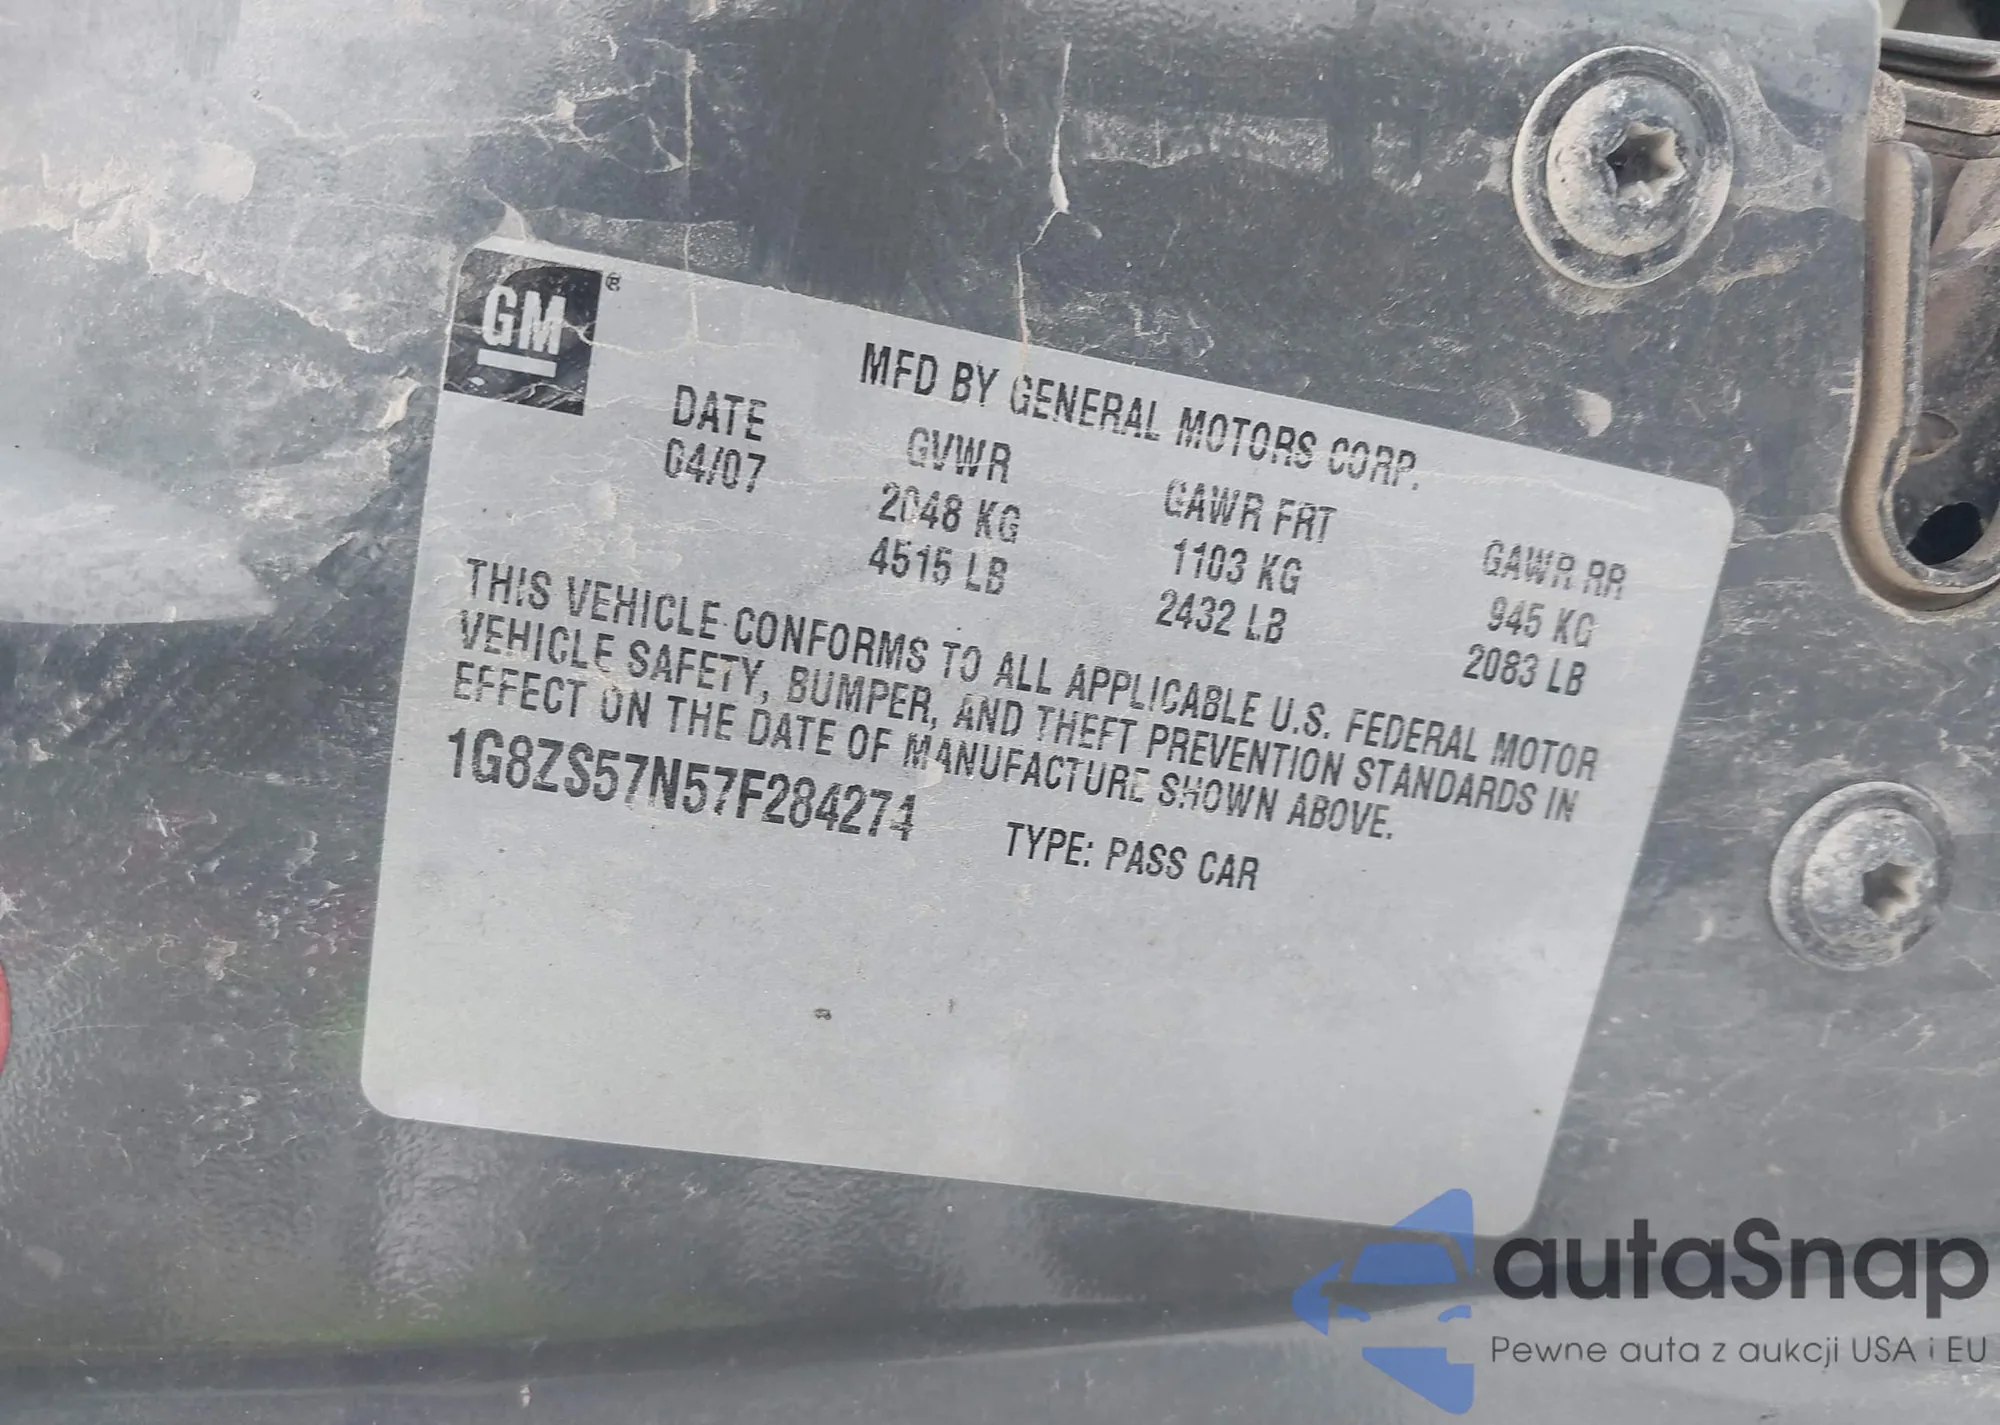 GM ®
MFD BY GENERAL MOTORS CORP.
DATE GVWR GAWR FRT GAWR RR
04/07 2048 KG 1103 KG 945 KG
4515 LB 2432 LB 2083 LB
THIS VEHICLE CONFORMS TO ALL APPLICABLE U.S. FEDERAL MOTOR
VEHICLE SAFETY, BUMPER, AND THEFT PREVENTION STANDARDS IN
EFFECT ON THE DATE OF MANUFACTURE SHOWN ABOVE.
1G8ZS57N57F284274 TYPE: PASS CAR
autaSnap
Pewne auta z aukcji USA i EU